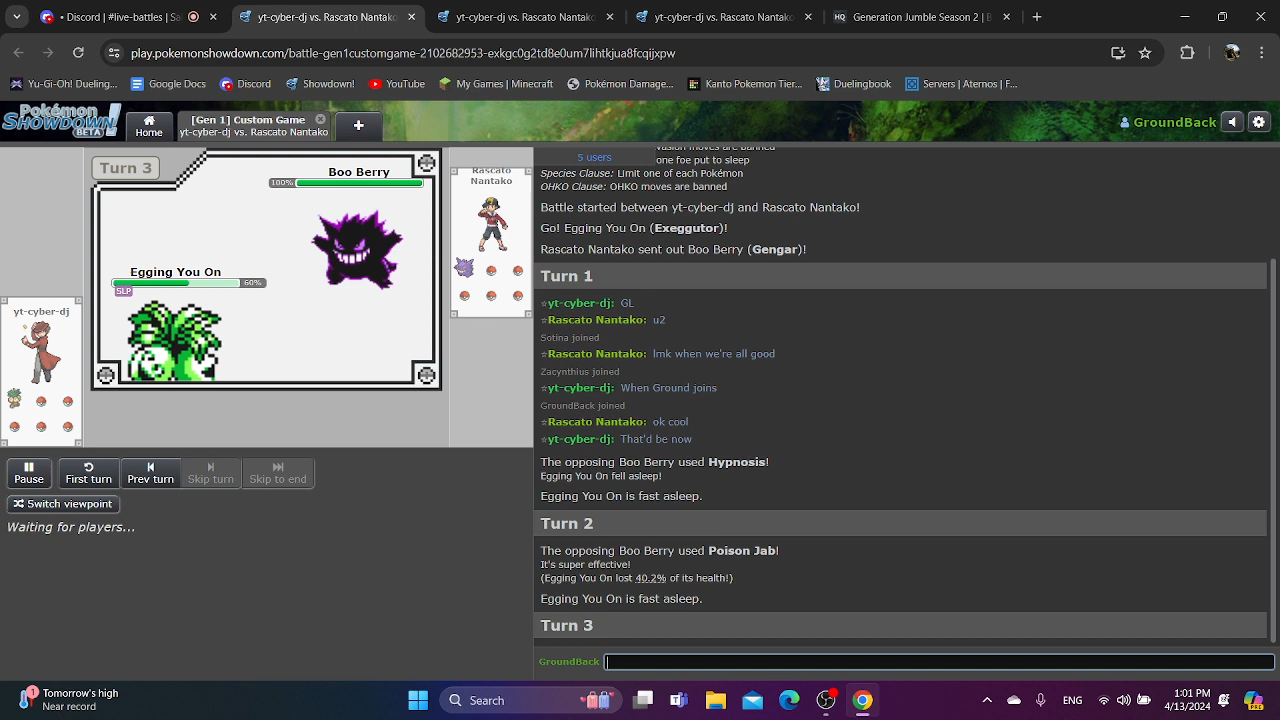 Discord | #live-battles | Sa
yt-cyber-dj vs. Rascato Nantako
yt-cyber-dj vs. Rascato Nantako
yt-cyber-dj vs. Rascato Nantako
HQ Generation Jumble Season 2 | B
play.pokemonshowdown.com/battle-gen1customgame-2102682953-exkgc0g2td8e0um7lihtkjua8fcqijxpw
Yu-Gi-Oh! Dueling...
Google Docs
Discord
Showdown!
YouTube
My Games | Minecraft
Pokémon Damage...
Kanto Pokemon Tier...
Duelingbook
Servers | Aternos | F...
Pokémon
Showdown!
BETA
Home
[Gen 1] Custom Game
yt-cyber-dj vs. Rascato Nantako
GroundBack
Turn 3
Boo Berry
100%
Egging You On
60%
SLP
yt-cyber-dj
Rascato
Nantako
Pause
First turn
Prev turn
Skip turn
Skip to end
Switch viewpoint
Waiting for players...
5 users
one foe put to sleep
Species Clause: Limit one of each Pokémon
OHKO Clause: OHKO moves are banned
Battle started between yt-cyber-dj and Rascato Nantako!
Go! Egging You On (Exeggutor)!
Rascato Nantako sent out Boo Berry (Gengar)!
Turn 1
☆yt-cyber-dj: GL
☆Rascato Nantako: u2
Sotina joined
☆Rascato Nantako: lmk when we're all good
Zacynthius joined
☆yt-cyber-dj: When Ground joins
GroundBack joined
☆Rascato Nantako: ok cool
☆yt-cyber-dj: That'd be now
The opposing Boo Berry used Hypnosis!
Egging You On fell asleep!
Egging You On is fast asleep.
Turn 2
The opposing Boo Berry used Poison Jab!
It's super effective!
(Egging You On lost 40.2% of its health!)
Egging You On is fast asleep.
Turn 3
GroundBack
1
Tomorrow's high
Near record
Search
ENG
1:01 PM
4/13/2024
PRE